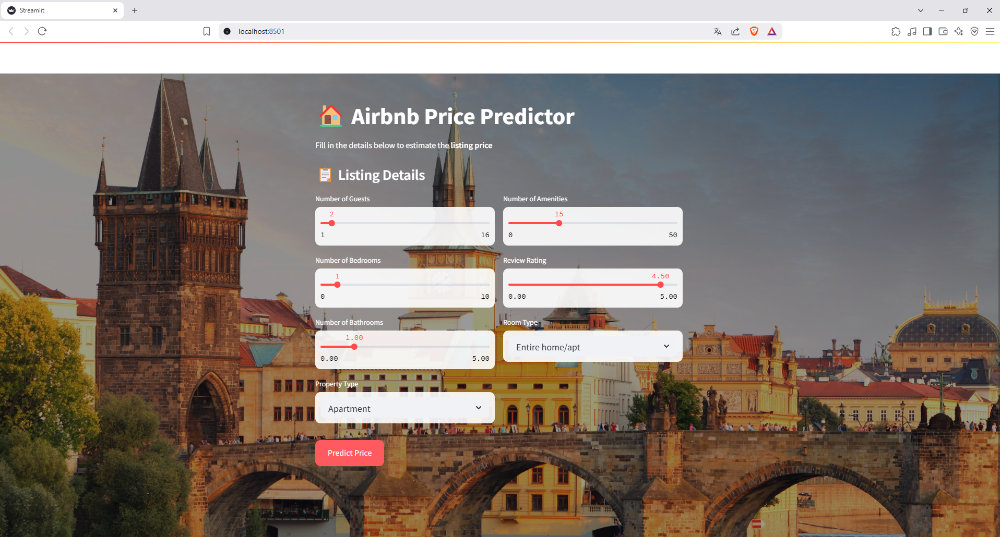 Streamlit
localhost:8501
Airbnb Price Predictor
Fill in the details below to estimate the listing price
Listing Details
Number of Guests
2
1 16
Number of Amenities
15
0 50
Number of Bedrooms
1
0 10
Review Rating
4.50
0.00 5.00
Number of Bathrooms
1.00
0.00 5.00
Room Type
Entire home/apt
Property Type
Apartment
Predict Price